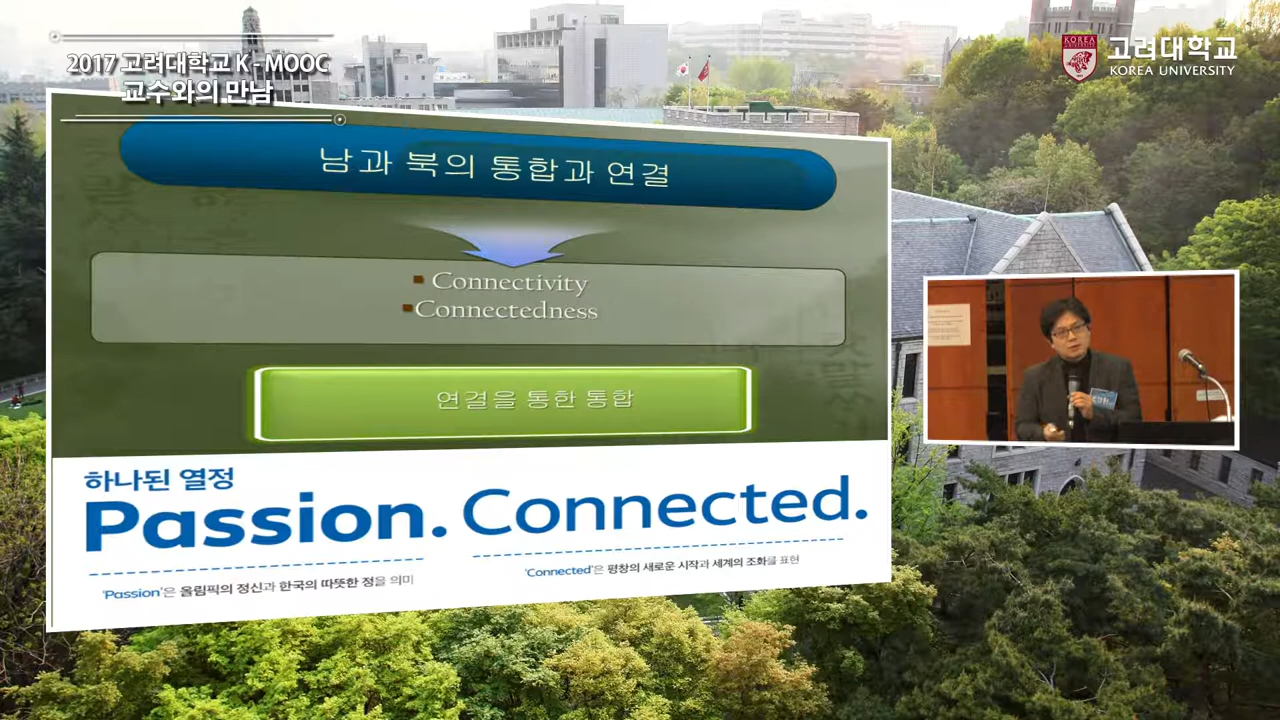 2017 고려대학교 K - MOOC
교수와의 만남
KOREA
UNIVERSITY
고려대학교
KOREA UNIVERSITY
남과 북의 통합과 연결
▪ Connectivity
▪ Connectedness
연결을 통한 통합
하나된 열정
Passion. Connected.
'Passion'은 올림픽의 정신과 한국의 따뜻한 정을 의미
'Connected'은 평창의 새로운 시작과 세계의 조화를 표현